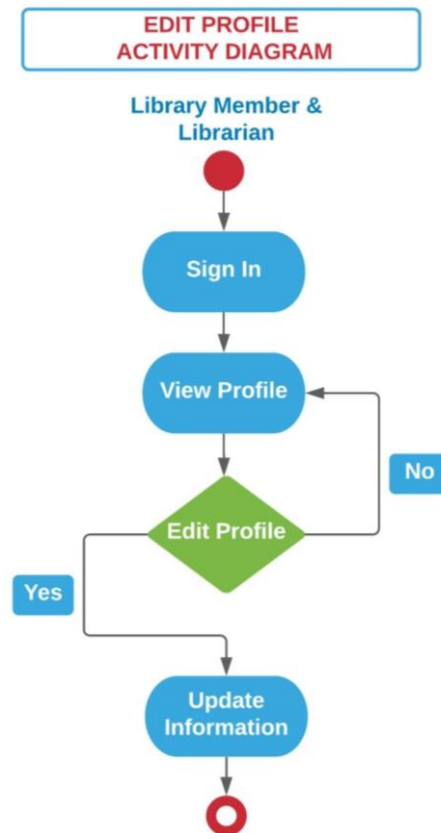 EDIT PROFILE
ACTIVITY DIAGRAM
Library Member &
Librarian
Sign In
View Profile
No
Edit Profile
Yes
Update
Information